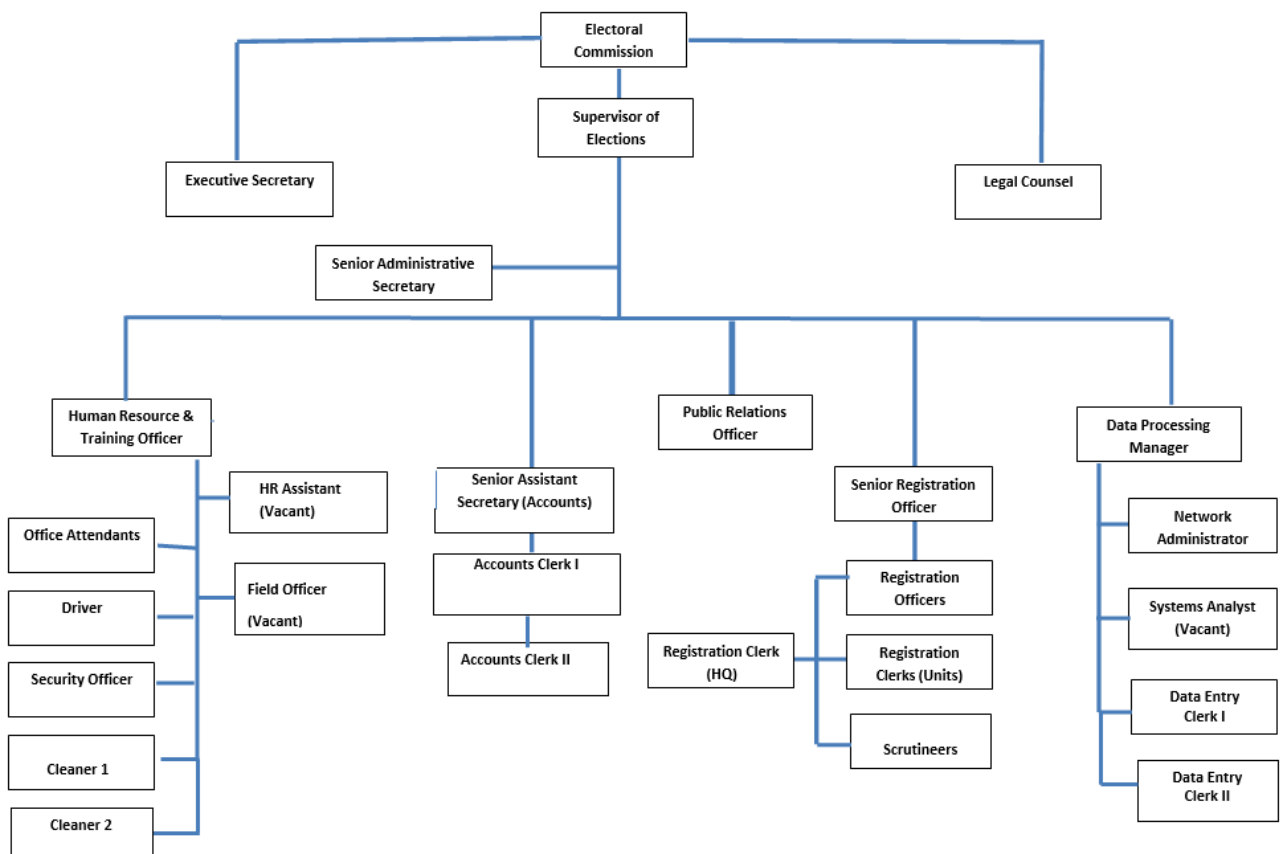 Electoral
Commission
Supervisor of
Elections
Executive Secretary
Legal Counsel
Senior Administrative
Secretary
Human Resource &
Training Officer
Public Relations
Officer
Data Processing
Manager
HR Assistant
(Vacant)
Senior Assistant
Secretary (Accounts)
Senior Registration
Officer
Office Attendants
Network
Administrator
Accounts Clerk I
Field Officer
(Vacant)
Registration
Officers
Driver
Systems Analyst
(Vacant)
Accounts Clerk II
Registration Clerk
(HQ)
Registration
Clerks (Units)
Security Officer
Data Entry
Clerk I
Scrutineers
Cleaner 1
Data Entry
Clerk II
Cleaner 2